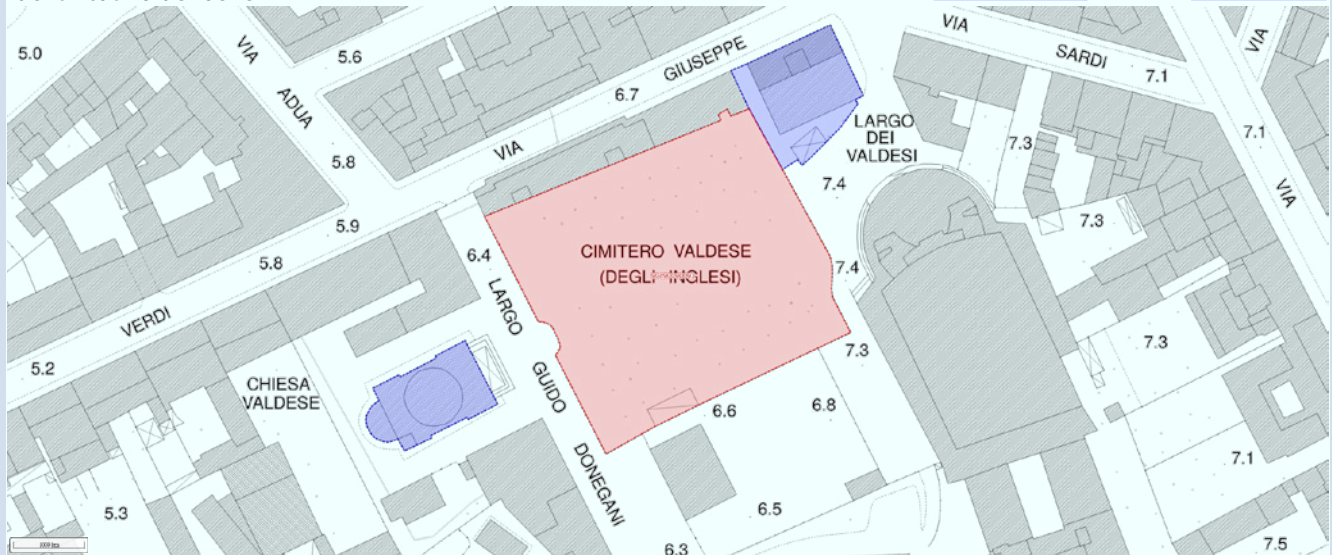 5.0
VIA
ADUA
5.6
5.8
VIA
GIUSEPPE
6.7
VIA
SARDI
7.1
VIA
7.1
VIA
LARGO
DEI
VALDESI
7.3
7.4
7.3
5.9
5.8
VERDI
5.2
6.4
CIMITERO VALDESE
(DEGLI INGLESI)
7.4
LARGO
GUIDO
DONEGANI
CHIESA
VALDESE
7.3
7.3
6.6
6.8
7.1
5.3
6.5
6.3
7.5